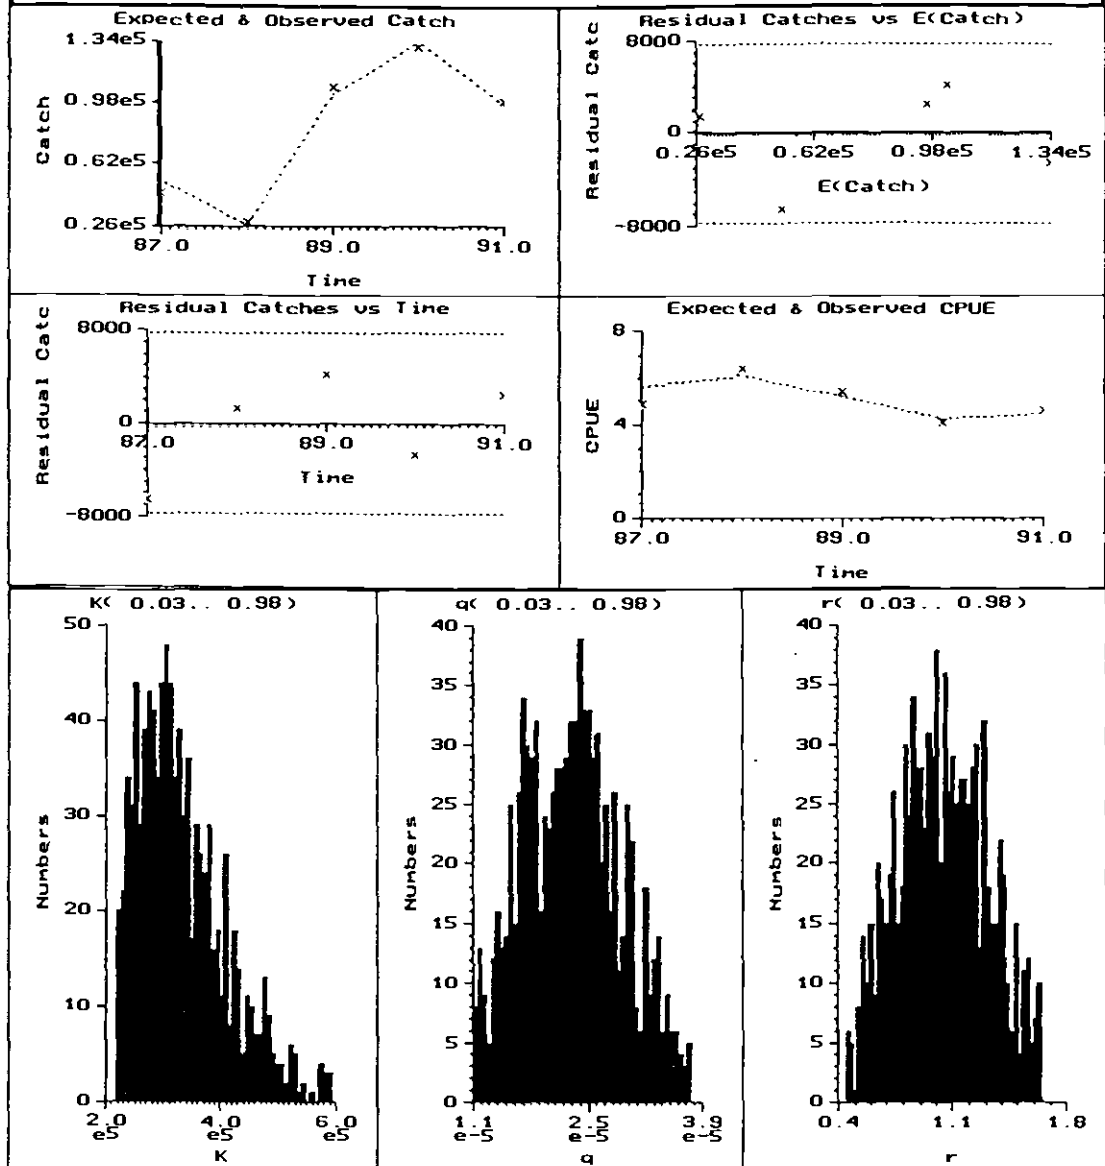 Expected & Observed Catch
1.34e5
0.98e5
0.62e5
0.26e5
Catch
87.0 89.0 91.0
Time
Residual Catches vs E(Catch)
8000
0
-8000
Residual Catc
0.26e5 0.62e5 0.98e5 1.34e5
E(Catch)
Residual Catches vs Time
8000
0
-8000
Residual Catc
87.0 89.0 91.0
Time
Expected & Observed CPUE
8
4
0
CPUE
87.0 89.0 91.0
Time
K( 0.03.. 0.98)
50
40
30
20
10
0
Numbers
2.0 4.0 6.0
e5 e5 e5
K
q( 0.03.. 0.98)
40
35
30
25
20
15
10
5
0
Numbers
1.1 2.5 3.9
e-5 e-5 e-5
q
r( 0.03.. 0.98)
40
35
30
25
20
15
10
5
0
Numbers
0.4 1.1 1.8
r